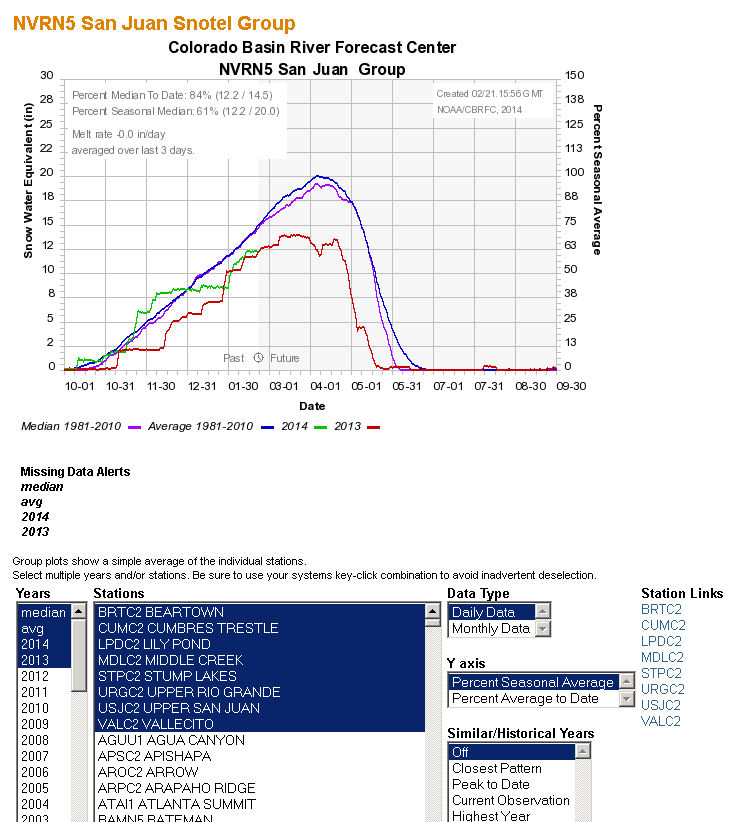 NVRN5 San Juan Snotel Group
Colorado Basin River Forecast Center
NVRN5 San Juan Group
Percent Median To Date: 84% (12.2 / 14.5)
Percent Seasonal Median: 61% (12.2 / 20.0)
Melt rate -0.0 in/day
averaged over last 3 days.
Created 02/21.15:56 GMT
NOAA/CBRFC, 2014
Snow Water Equivalent (in)
30
28
25
22
20
18
15
12
10
8
5
2
0
150
138
125
113
100
88
75
63
50
38
25
13
0
Percent Seasonal Average
Past Future
10-01 10-31 11-30 12-31 01-30 03-01 04-01 05-01 05-31 07-01 07-31 08-30 09-30
Date
Median 1981-2010 Average 1981-2010 2014 2013
Missing Data Alerts
median
avg
2014
2013
Group plots show a simple average of the individual stations.
Select multiple years and/or stations. Be sure to use your systems key-click combination to avoid inadvertent deselection.
Years
median
avg
2014
2013
2012
2011
2010
2009
2008
2007
2006
2005
2004
2003
Stations
BRTC2 BEARTOWN
CUMC2 CUMBRES TRESTLE
LPDC2 LILY POND
MDLC2 MIDDLE CREEK
STPC2 STUMP LAKES
URGC2 UPPER RIO GRANDE
USJC2 UPPER SAN JUAN
VALC2 VALLECITO
AGUU1 AGUA CANYON
APSC2 APISHAPA
AROC2 ARROW
ARPC2 ARAPAHO RIDGE
ATAI1 ATLANTA SUMMIT
BAMN5 BATEMAN
Data Type
Daily Data
Monthly Data
Y axis
Percent Seasonal Average
Percent Average to Date
Similar/Historical Years
Off
Closest Pattern
Peak to Date
Current Observation
Highest Year
Station Links
BRTC2
CUMC2
LPDC2
MDLC2
STPC2
URGC2
USJC2
VALC2